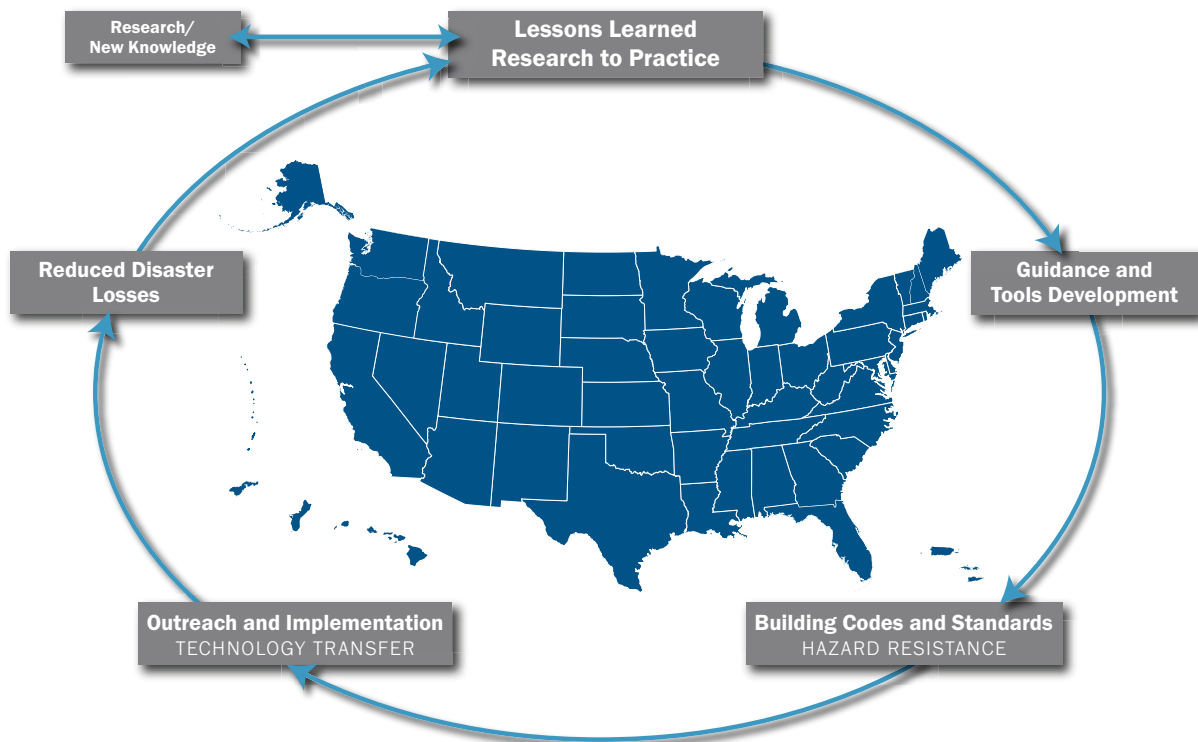 Research/
New Knowledge
Lessons Learned
Research to Practice
Guidance and
Tools Development
Building Codes and Standards
HAZARD RESISTANCE
Outreach and Implementation
TECHNOLOGY TRANSFER
Reduced Disaster
Losses